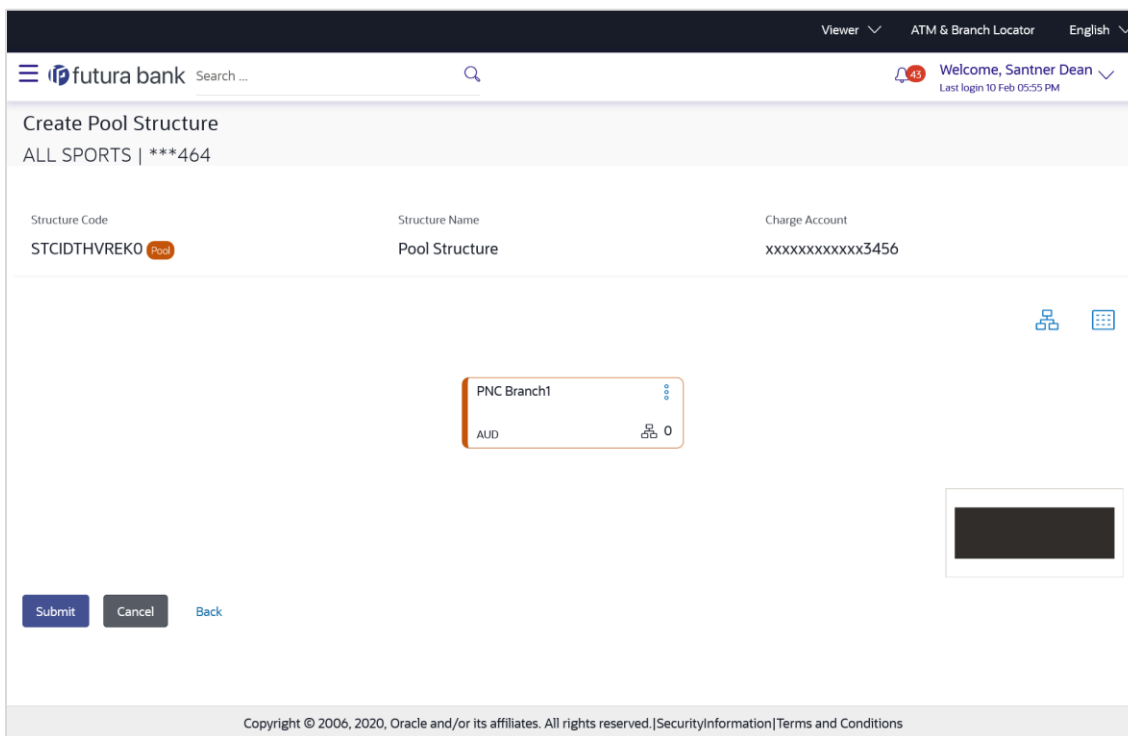 Viewer ATM & Branch Locator English
futura bank Search ... 43 Welcome, Santner Dean
Last login 10 Feb 05:55 PM
Create Pool Structure
ALL SPORTS | ***464
Structure Code Structure Name Charge Account
STCIDTHVREK0 Pool Pool Structure xxxxxxxxxxxx3456
PNC Branch1
AUD 0
Submit Cancel Back
Copyright © 2006, 2020, Oracle and/or its affiliates. All rights reserved.|SecurityInformation|Terms and Conditions